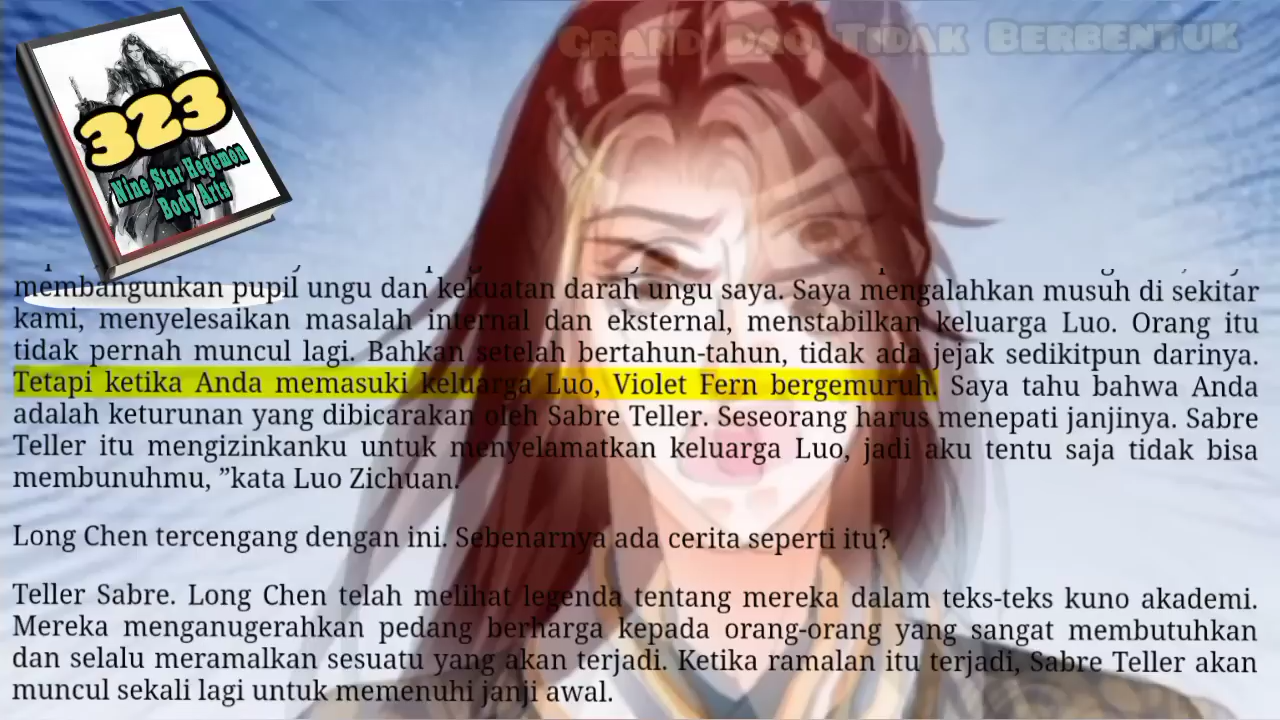 Grand Dao Tidak Berbentuk
323
Nine Star Hegemon
Body Arts
membangunkan pupil ungu dan kekuatan darah ungu saya. Saya mengalahkan musuh di sekitar
kami, menyelesaikan masalah internal dan eksternal, menstabilkan keluarga Luo. Orang itu
tidak pernah muncul lagi. Bahkan setelah bertahun-tahun, tidak ada jejak sedikitpun darinya.
Tetapi ketika Anda memasuki keluarga Luo, Violet Fern bergemuruh. Saya tahu bahwa Anda
adalah keturunan yang dibicarakan oleh Sabre Teller. Seseorang harus menepati janjinya. Sabre
Teller itu mengizinkanku untuk menyelamatkan keluarga Luo, jadi aku tentu saja tidak bisa
membunuhmu, ”kata Luo Zichuan.
Long Chen tercengang dengan ini. Sebenarnya ada cerita seperti itu?
Teller Sabre. Long Chen telah melihat legenda tentang mereka dalam teks-teks kuno akademi.
Mereka menganugerahkan pedang berharga kepada orang-orang yang sangat membutuhkan
dan selalu meramalkan sesuatu yang akan terjadi. Ketika ramalan itu terjadi, Sabre Teller akan
muncul sekali lagi untuk memenuhi janji awal.